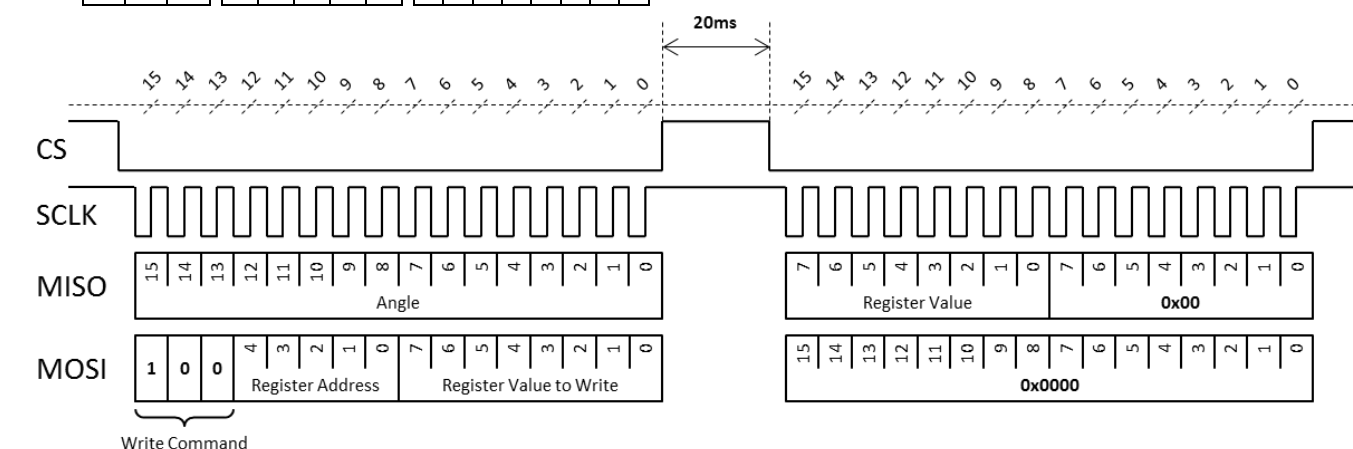 20ms
15 14 13 12 11 10 9 8 7 6 5 4 3 2 1 0 15 14 13 12 11 10 9 8 7 6 5 4 3 2 1 0
CS
SCLK
MISO
15 14 13 12 11 10 9 8 7 6 5 4 3 2 1 0 7 6 5 4 3 2 1 0 7 6 5 4 3 2 1 0
Angle Register Value 0x00
MOSI
1 0 0 4 3 2 1 0 7 6 5 4 3 2 1 0 15 14 13 12 11 10 9 8 7 6 5 4 3 2 1 0
Register Address Register Value to Write 0x0000
Write Command